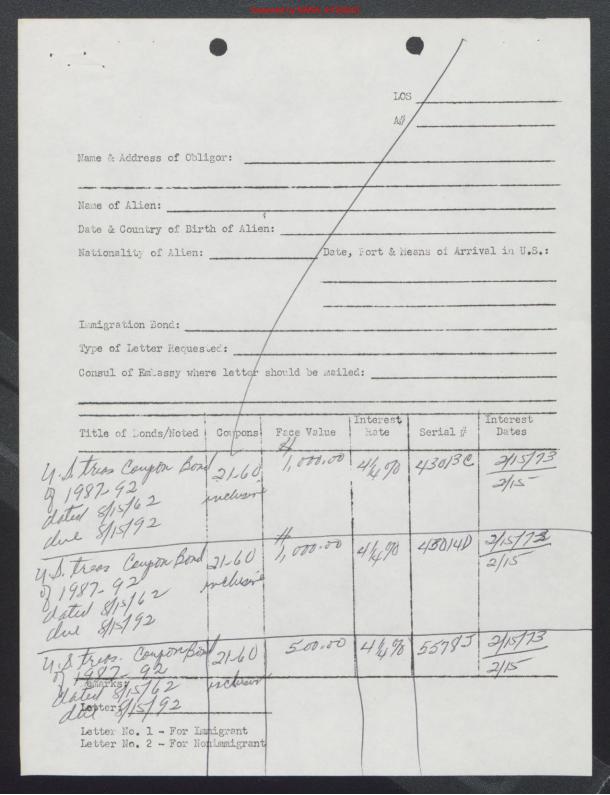 LOS
A#
Name & Address of Obligor:
Name of Alien:
Date & Country of Birth of Alien:
Nationality of Alien: Date, Port & Means of Arrival in U.S.:
Immigration Bond:
Type of Letter Requested:
Consul of Embassy where letter should be mailed:
Title of Bonds/Noted Coupons Face Value Interest Rate Serial # Interest Dates
U.S Treas Coupon Bond 21-60 $1,000.00 4 1/4 % 43013C 2/15/73
of 1987-92 inclusive 2/15
dated 8/15/62
due 8/15/92
U.S. Treas Coupon Bond 21-60 $1,000.00 4 1/4 % 43014D 2/15/73
of 1987-92 inclusive 2/15
dated 8/15/62
due 8/15/92
U.S Treas. Coupon Bond 21-60 500.00 4 1/4 % 5578J 2/15/73
of 1987-92 inclusive 2/15
Remarks:
dated 8/15/62
Letter:
due 8/15/92
Letter No. 1 - For Immigrant
Letter No. 2 - For Nonimmigrant